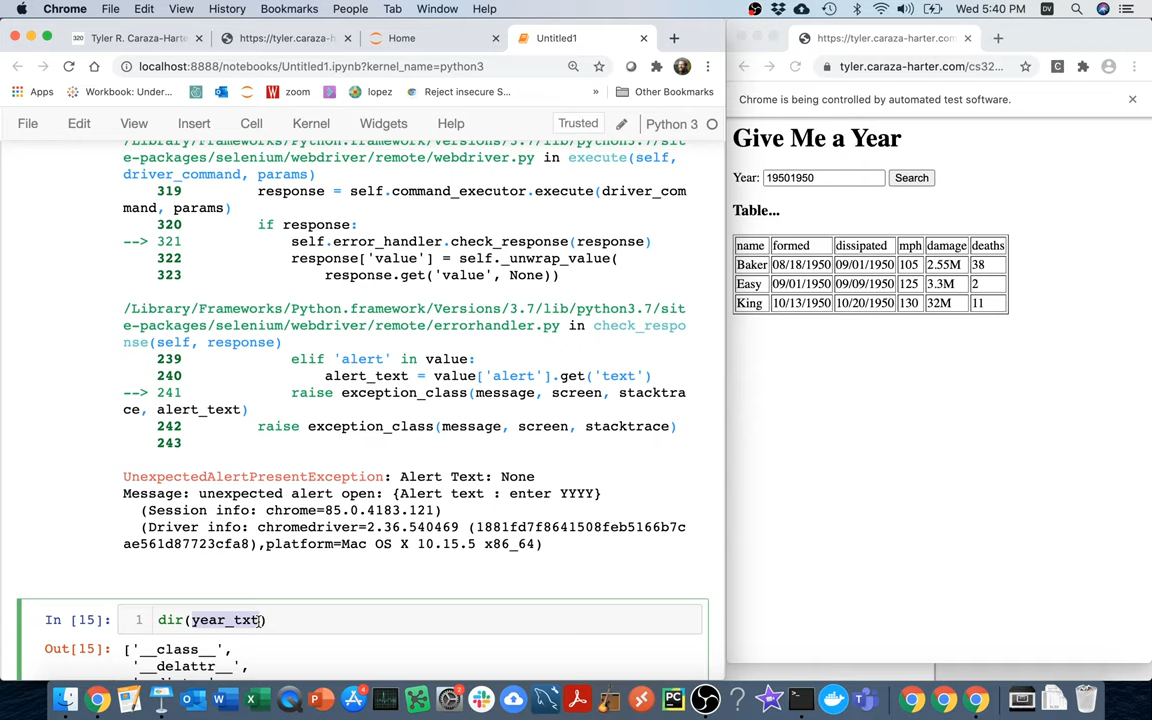 Chrome File Edit View History Bookmarks People Tab Window Help Wed 5:40 PM DV
Tyler R. Caraza-Harte https://tyler.caraza-h Home Untitled1
localhost:8888/notebooks/Untitled1.ipynb?kernel_name=python3
Apps Workbook: Under... zoom lopez Reject insecure S... » Other Bookmarks
File Edit View Insert Cell Kernel Widgets Help Trusted Python 3
/Library/Frameworks/Python.framework/Versions/3.7/lib/python3.7/sit
e-packages/selenium/webdriver/remote/webdriver.py in execute(self,
driver_command, params)
319 response = self.command_executor.execute(driver_com
mand, params)
320 if response:
--> 321 self.error_handler.check_response(response)
322 response['value'] = self._unwrap_value(
323 response.get('value', None))
/Library/Frameworks/Python.framework/Versions/3.7/lib/python3.7/sit
e-packages/selenium/webdriver/remote/errorhandler.py in check_respo
nse(self, response)
239 elif 'alert' in value:
240 alert_text = value['alert'].get('text')
--> 241 raise exception_class(message, screen, stacktra
ce, alert_text)
242 raise exception_class(message, screen, stacktrace)
243
UnexpectedAlertPresentException: Alert Text: None
Message: unexpected alert open: {Alert text : enter YYYY}
(Session info: chrome=85.0.4183.121)
(Driver info: chromedriver=2.36.540469 (1881fd7f8641508feb5166b7c
ae561d87723cfa8),platform=Mac OS X 10.15.5 x86_64)
In [15]: 1 dir(year_txt)
Out[15]: ['__class__',
'__delattr__',
https://tyler.caraza-harter.com
tyler.caraza-harter.com/cs32...
Chrome is being controlled by automated test software.
Give Me a Year
Year: 19501950 Search
Table...
name formed dissipated mph damage deaths
Baker 08/18/1950 09/01/1950 105 2.55M 38
Easy 09/01/1950 09/09/1950 125 3.3M 2
King 10/13/1950 10/20/1950 130 32M 11